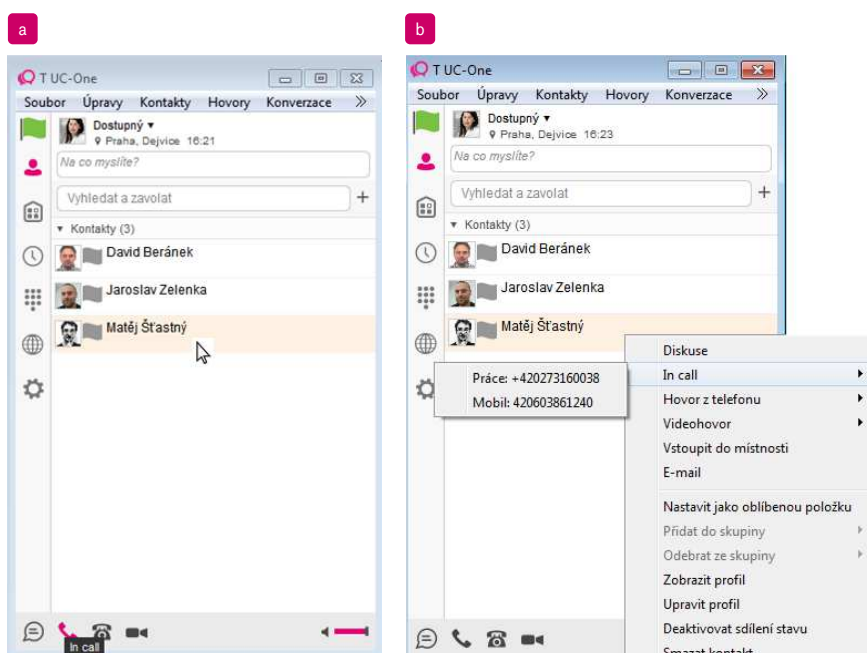 a
T UC-One
Soubor Úpravy Kontakty Hovory Konverzace »
Dostupný ▾
Praha, Dejvice 16:21
Na co myslíte?
Vyhledat a zavolat +
▾ Kontakty (3)
David Beránek
Jaroslav Zelenka
Matěj Šťastný
In call
b
T UC-One
Soubor Úpravy Kontakty Hovory Konverzace »
Dostupný ▾
Praha, Dejvice 16:23
Na co myslíte?
Vyhledat a zavolat +
▾ Kontakty (3)
David Beránek
Jaroslav Zelenka
Matěj Šťastný
Práce: +420273160038
Mobil: 420603861240
Diskuse
In call
Hovor z telefonu
Videohovor
Vstoupit do místnosti
E-mail
Nastavit jako oblíbenou položku
Přidat do skupiny
Odebrat ze skupiny
Zobrazit profil
Upravit profil
Deaktivovat sdílení stavu
Smazat kontakt